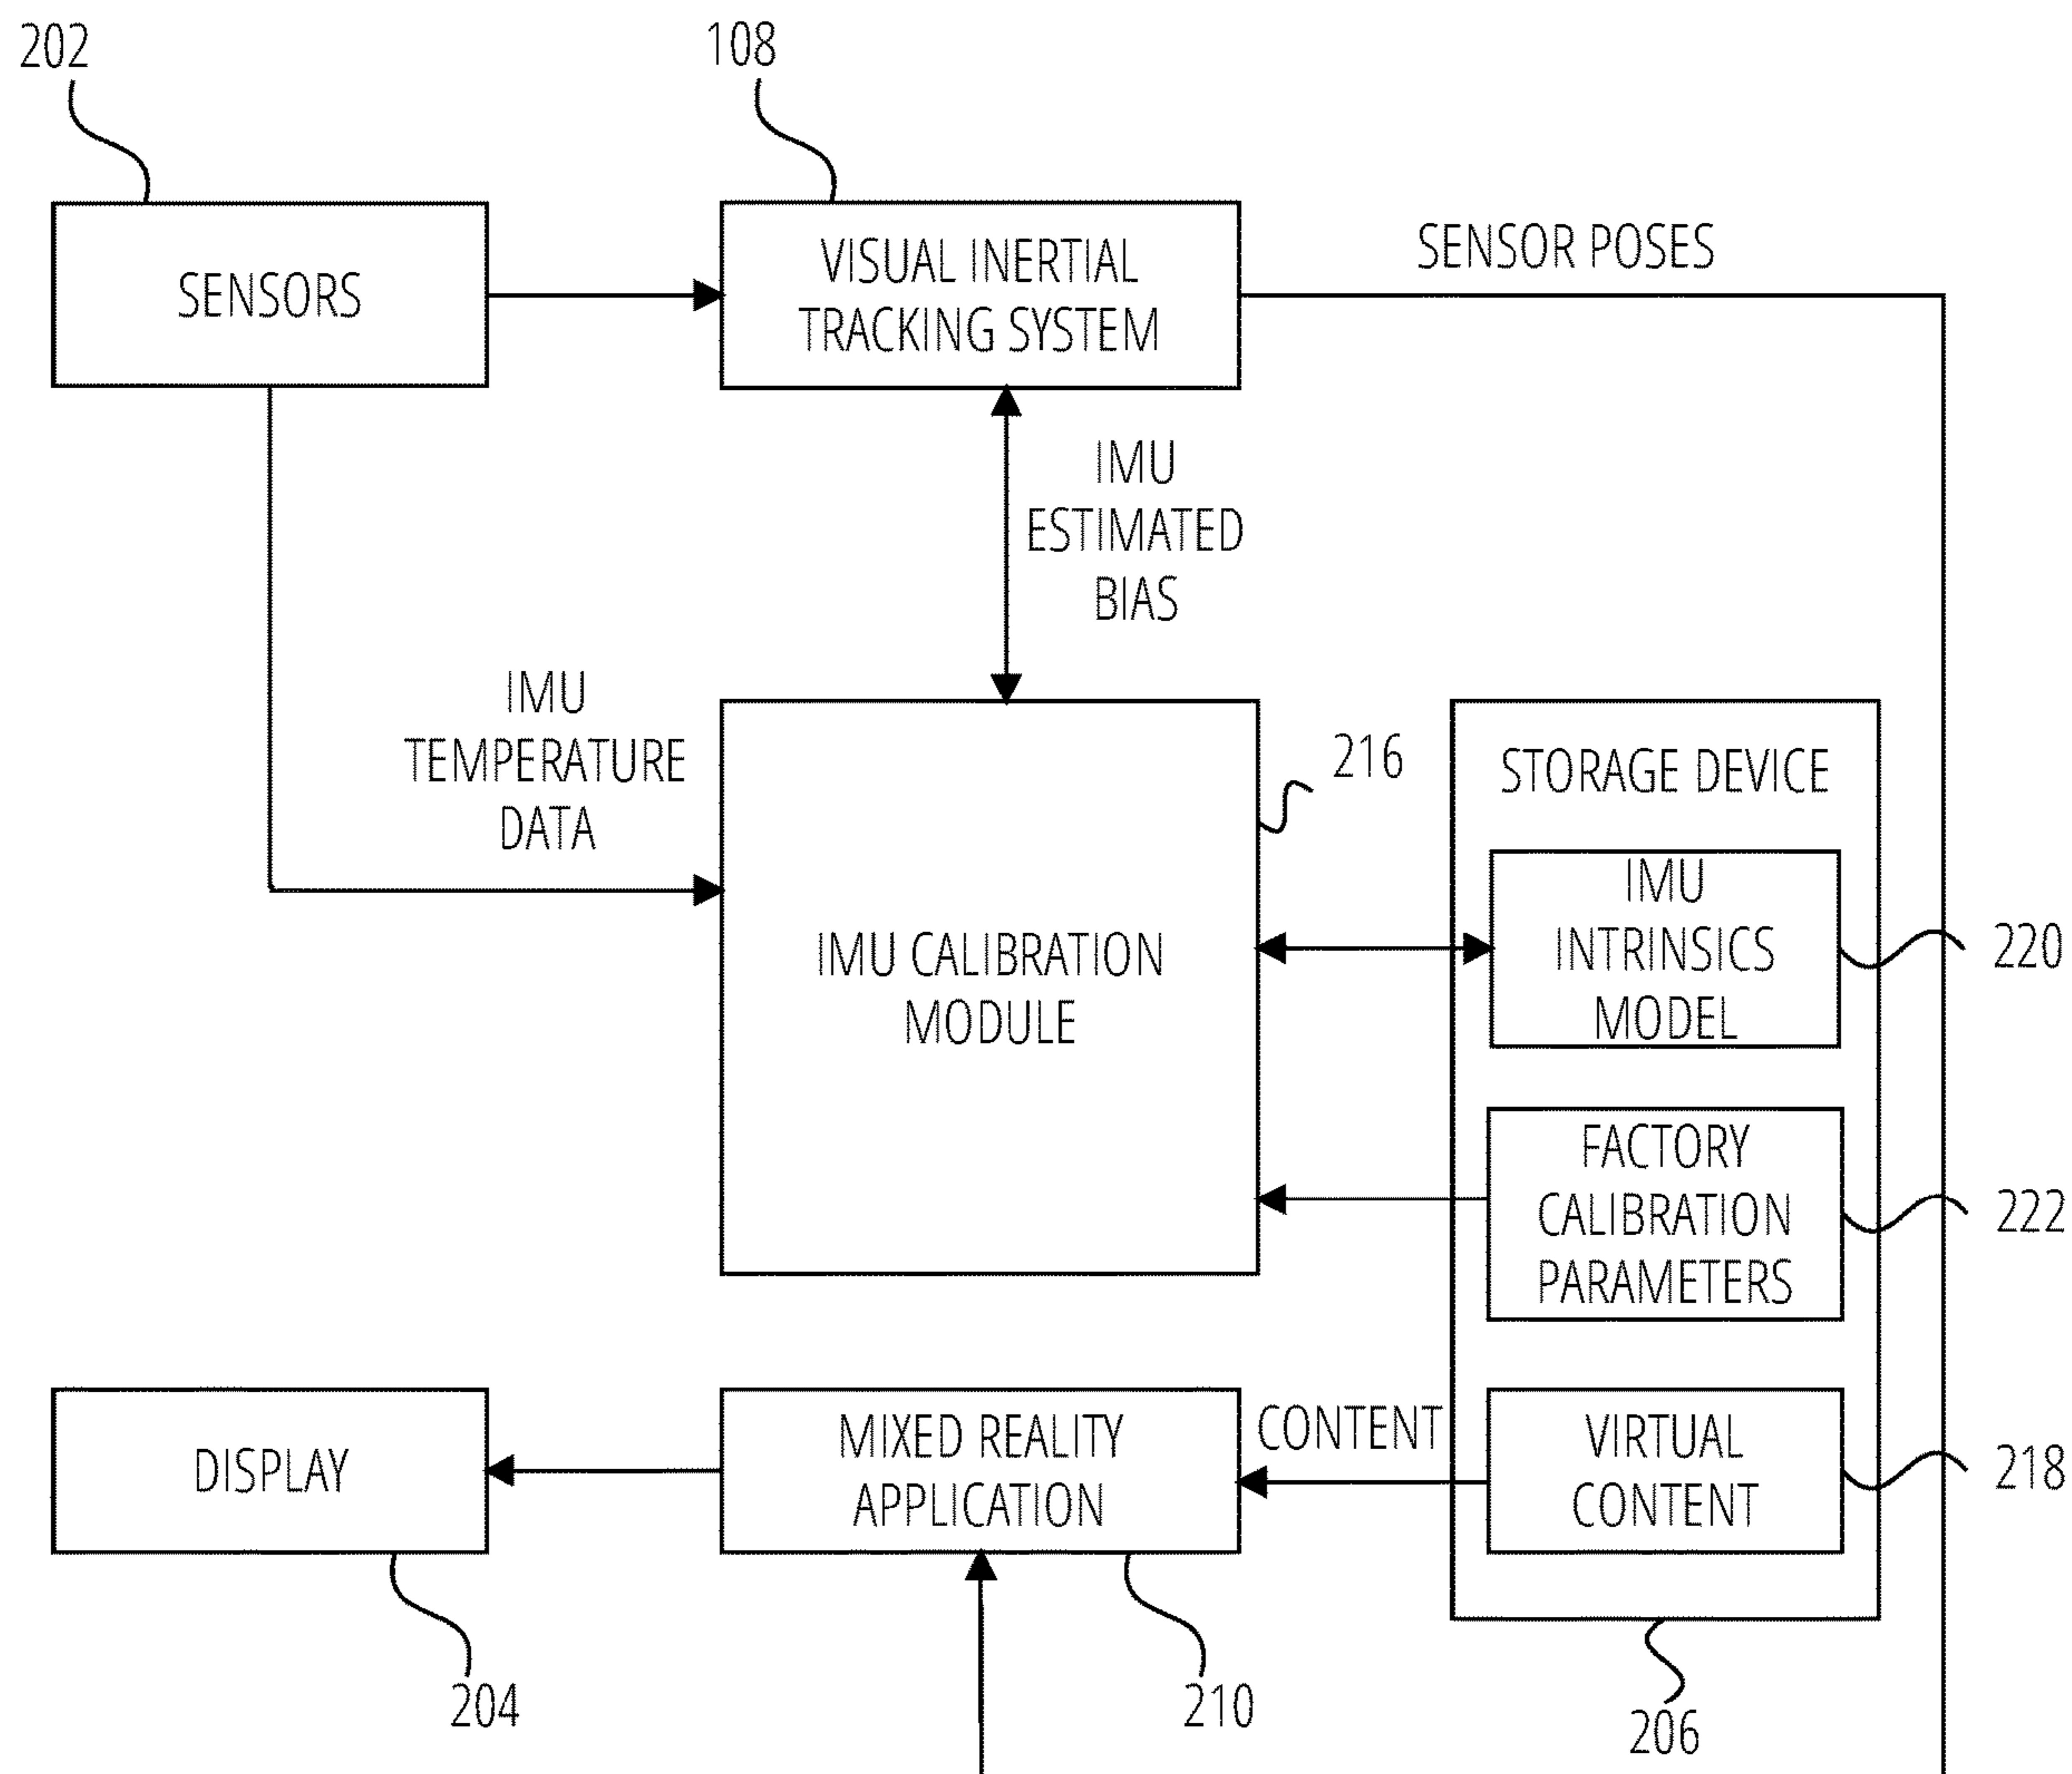 202
108
SENSORS
VISUAL INERTIAL
TRACKING SYSTEM
SENSOR POSES
IMU
ESTIMATED
BIAS
IMU
TEMPERATURE
DATA
216
STORAGE DEVICE
IMU CALIBRATION
MODULE
IMU
INTRINSICS
MODEL
220
FACTORY
CALIBRATION
PARAMETERS
222
DISPLAY
MIXED REALITY
APPLICATION
CONTENT
VIRTUAL
CONTENT
218
204
210
206